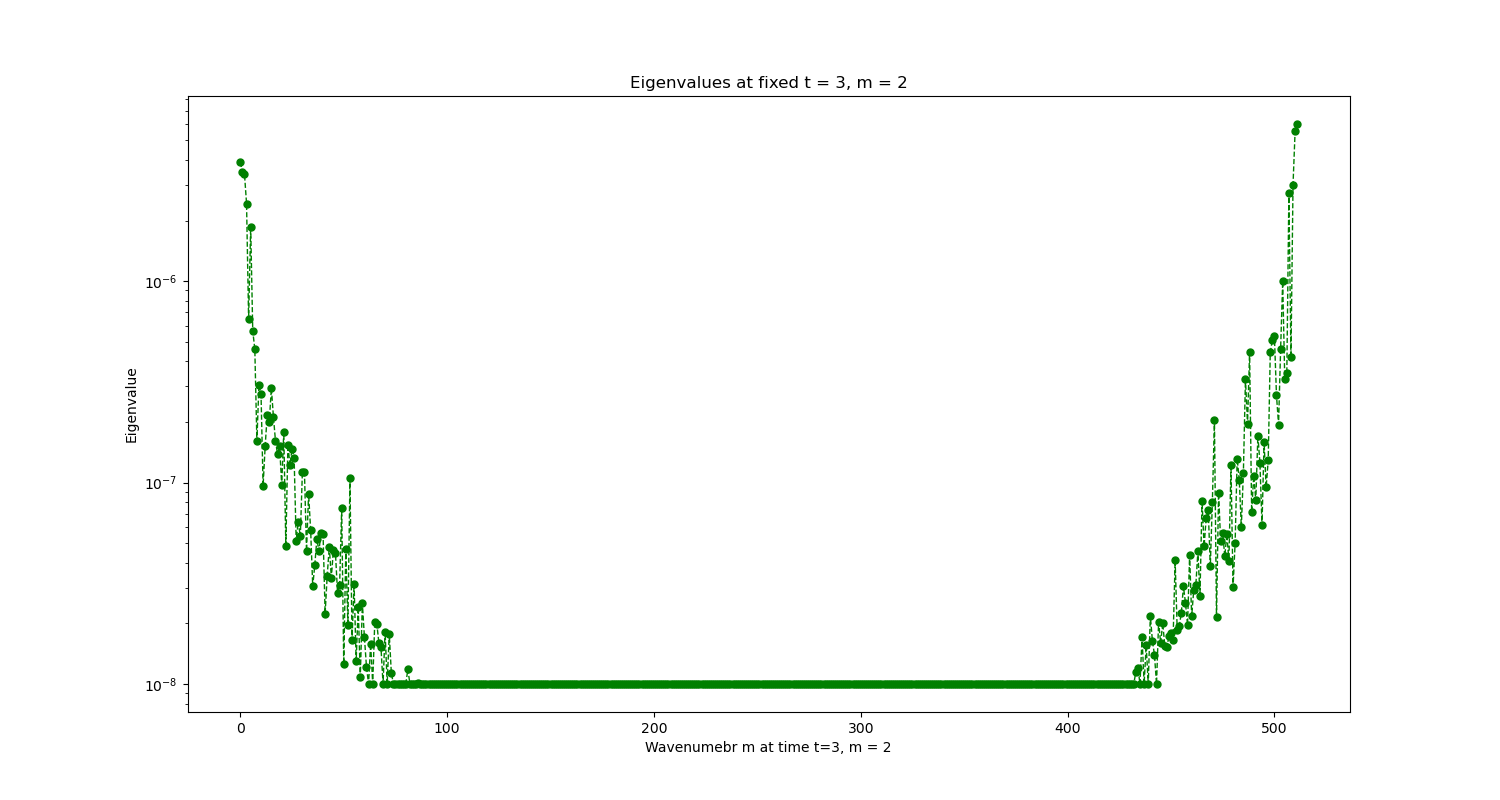 Eigenvalues at fixed t = 3, m = 2
Eigenvalue
10⁻⁶
10⁻⁷
10⁻⁸
0 100 200 300 400 500
Wavenumebr m at time t=3, m = 2